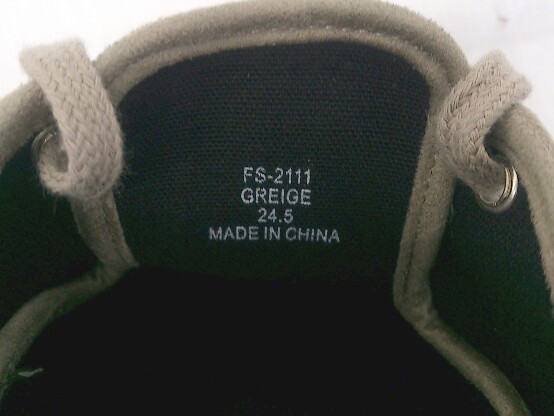 FS-2111
GREIGE
24.5
MADE IN CHINA